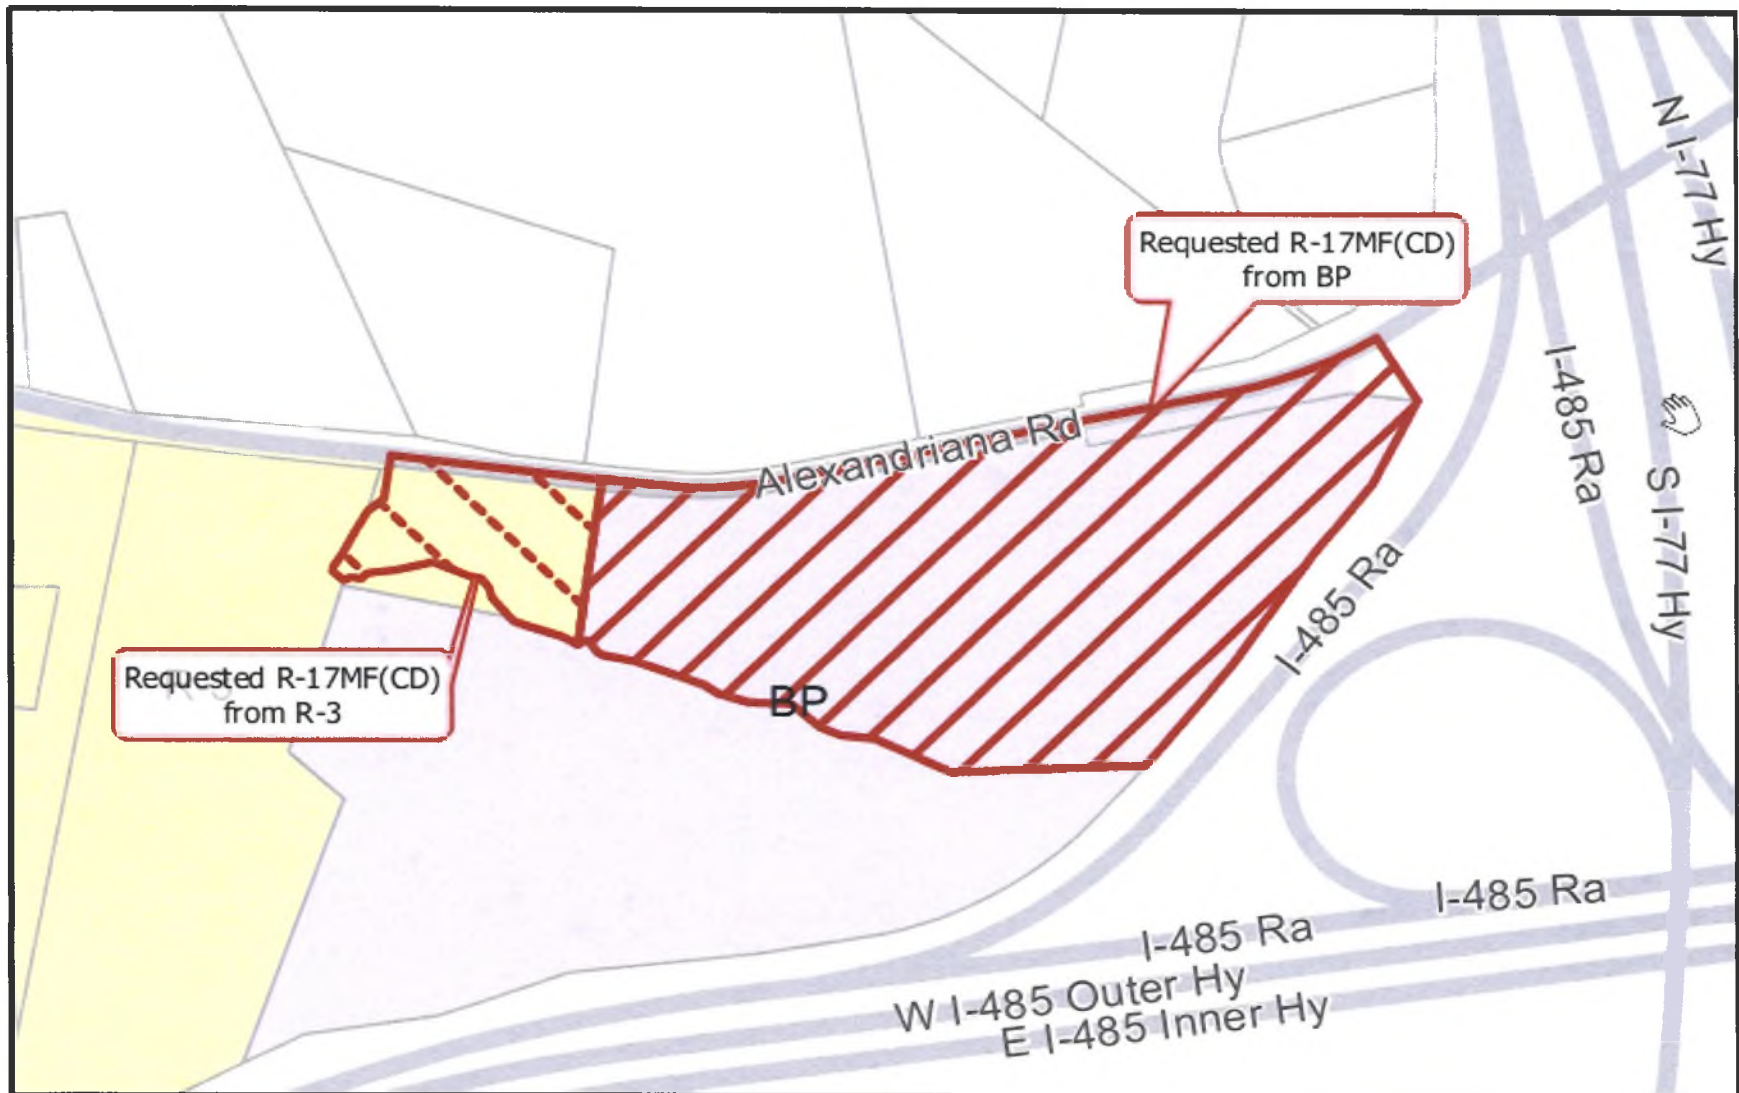 N I-77 Hy
Requested R-17MF(CD)
from BP
I-485 Ra
Alexandriana Rd
S I-77 Hy
I-485 Ra
Requested R-17MF(CD)
from R-3
BP
I-485 Ra
I-485 Ra
W I-485 Outer Hy
E I-485 Inner Hy